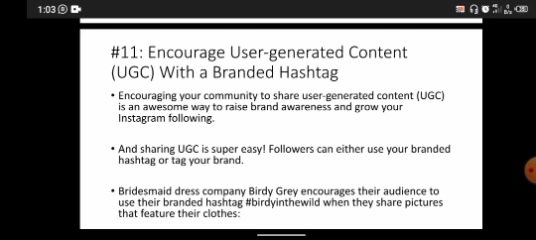 1:03
#11: Encourage User-generated Content
(UGC) With a Branded Hashtag
• Encouraging your community to share user-generated content (UGC)
is an awesome way to raise brand awareness and grow your
Instagram following.
• And sharing UGC is super easy! Followers can either use your branded
hashtag or tag your brand.
• Bridesmaid dress company Birdy Grey encourages their audience to
use their branded hashtag #birdyinthewild when they share pictures
that feature their clothes: